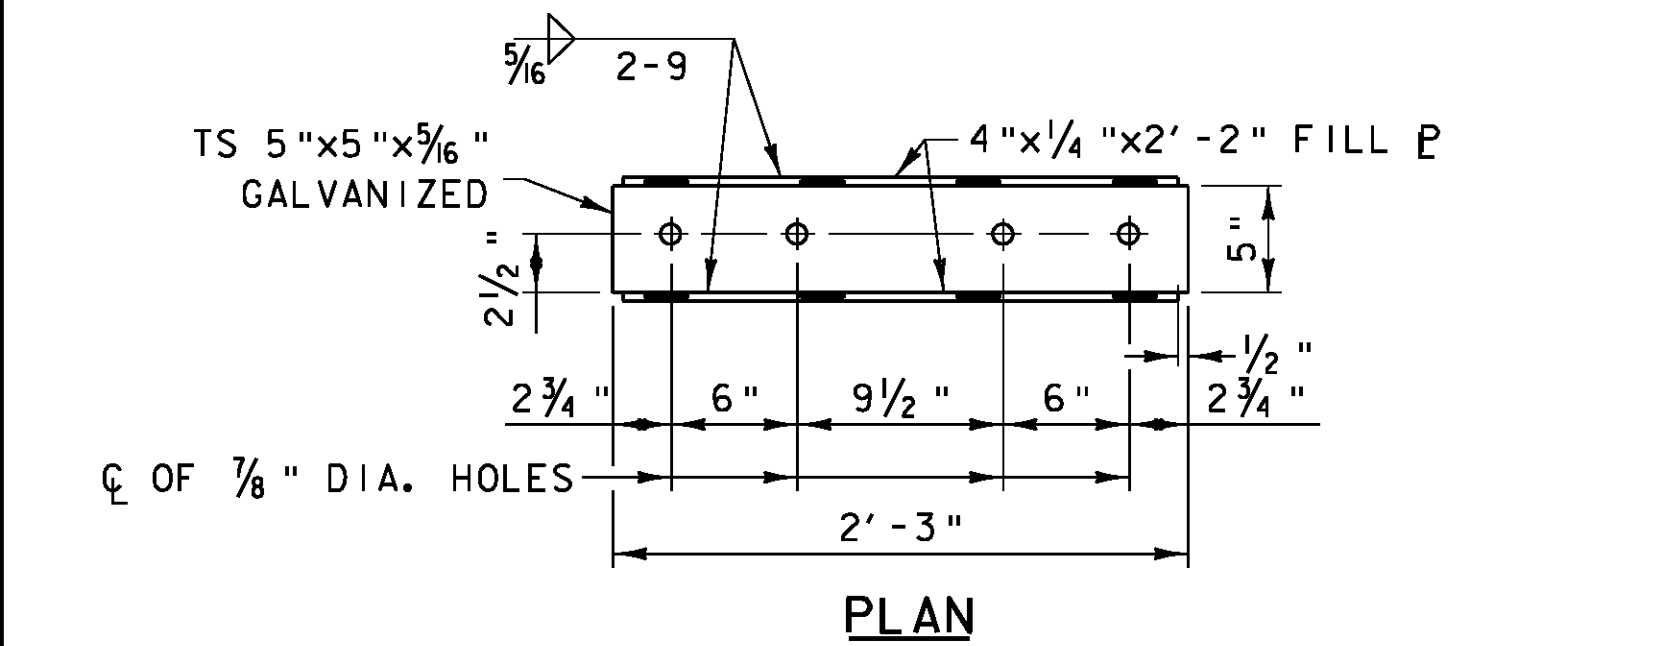 5/16
2-9
TS 5"x5"x5/16"
GALVANIZED
4"x1/4"x2'-2" FILL ⅊
2 1/2"
5"
1/2"
2 3/4"
6"
9 1/2"
6"
2 3/4"
℄ OF 7/8" DIA. HOLES
2'-3"
PLAN